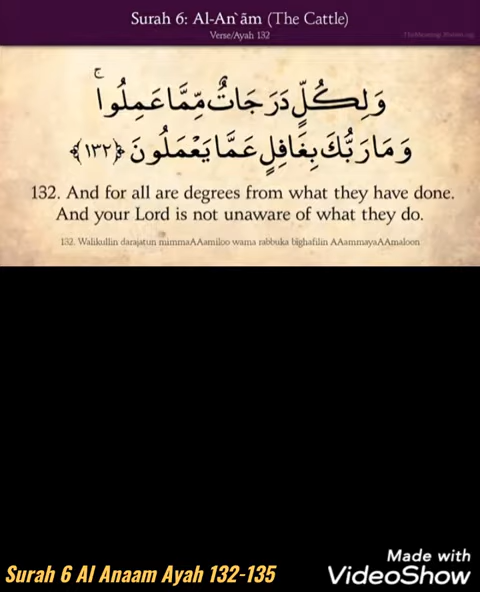 Surah 6: Al-An`ām (The Cattle)
Verse/Ayah 132
وَلِكُلٍّ دَرَجَاتٌ مِّمَّا عَمِلُوا ۚ
وَمَا رَبُّكَ بِغَافِلٍ عَمَّا يَعْمَلُونَ ﴿١٣٢﴾
132. And for all are degrees from what they have done.
And your Lord is not unaware of what they do.
132. Walikullin darajatun mimmaAAamiloo wama rabbuka bighafilin AAammayaAAmaloon
Made with
VideoShow
Surah 6 Al Anaam Ayah 132-135